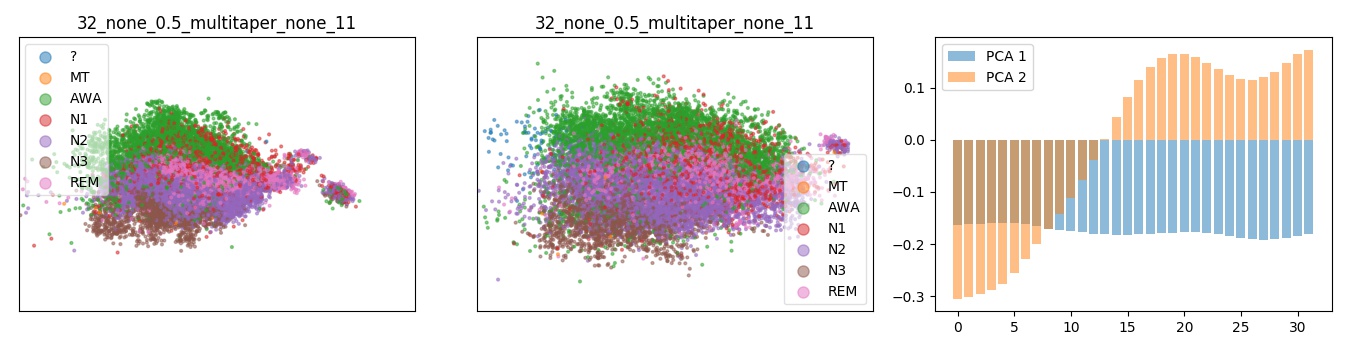 32_none_0.5_multitaper_none_11
?
MT
AWA
N1
N2
N3
REM
32_none_0.5_multitaper_none_11
?
MT
AWA
N1
N2
N3
REM
PCA 1
PCA 2
0.1
0.0
−0.1
−0.2
−0.3
0 5 10 15 20 25 30